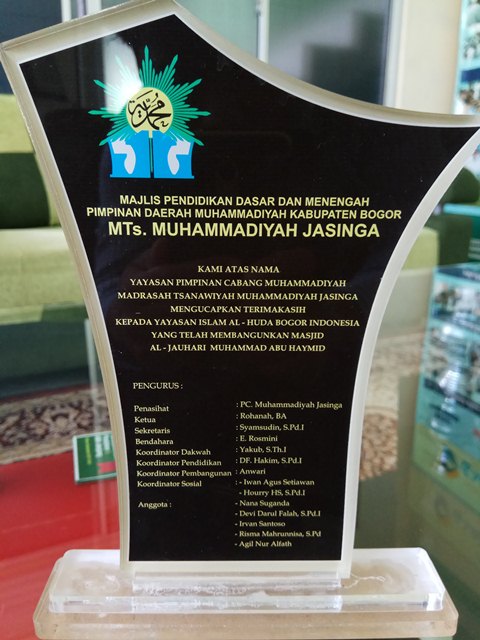 محمدية
MAJLIS PENDIDIKAN DASAR DAN MENENGAH
PIMPINAN DAERAH MUHAMMADIYAH KABUPATEN BOGOR
MTs. MUHAMMADIYAH JASINGA
KAMI ATAS NAMA
YAYASAN PIMPINAN CABANG MUHAMMADIYAH
MADRASAH TSANAWIYAH MUHAMMADIYAH JASINGA
MENGUCAPKAN TERIMAKASIH
KEPADA YAYASAN ISLAM AL - HUDA BOGOR INDONESIA
YANG TELAH MEMBANGUNKAN MASJID
AL - JAUHARI MUHAMMAD ABU HAYMID
PENGURUS :
Penasihat : PC. Muhammadiyah Jasinga
Ketua : Rohanah, BA
Sekretaris : Syamsudin, S.Pd.I
Bendahara : E. Rosmini
Koordinator Dakwah : Yakub, S.Th.I
Koordinator Pendidikan : DF. Hakim, S.Pd.I
Koordinator Pembangunan : Anwari
Koordinator Sosial : - Iwan Agus Setiawan
- Hourry HS, S.Pd.I
Anggota : - Nana Suganda
- Devi Darul Falah, S.Pd.I
- Irvan Santoso
- Risma Mahrunnisa, S.Pd
- Agil Nur Alfath